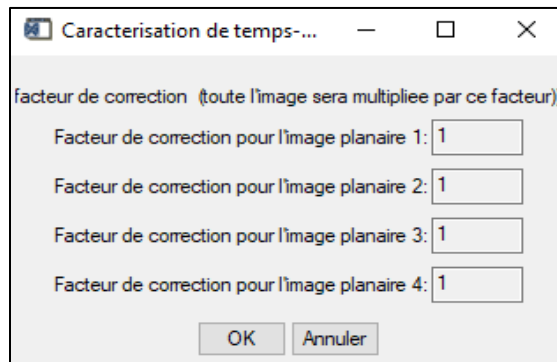 Caracterisation de temps-...
facteur de correction (toute l'image sera multipliee par ce facteur)
Facteur de correction pour l'image planaire 1: 1
Facteur de correction pour l'image planaire 2: 1
Facteur de correction pour l'image planaire 3: 1
Facteur de correction pour l'image planaire 4: 1
OK Annuler